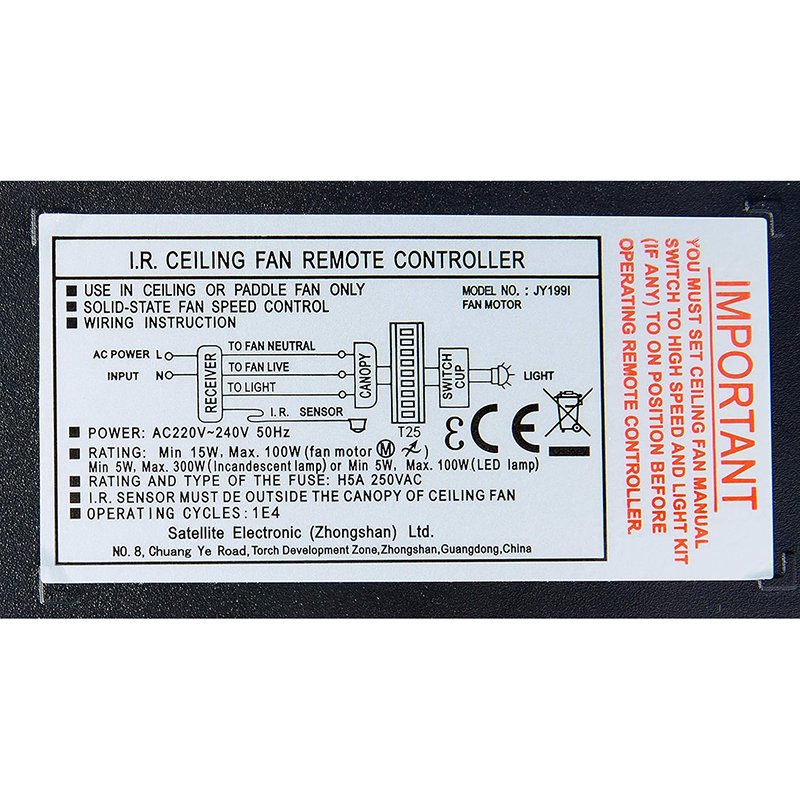 I.R. CEILING FAN REMOTE CONTROLLER
■ USE IN CEILING OR PADDLE FAN ONLY
MODEL NO. : JY199I
■ SOLID-STATE FAN SPEED CONTROL
FAN MOTOR
■ WIRING INSTRUCTION
AC POWER L
INPUT N
RECEIVER
TO FAN NEUTRAL
TO FAN LIVE
TO LIGHT
I.R. SENSOR
CANOPY
T25
SWITCH CUP
LIGHT
CE
■ POWER: AC220V~240V 50Hz
■ RATING: Min 15W, Max. 100W (fan motor M)
Min 5W, Max. 300W (Incandescent lamp) or Min 5W, Max. 100W (LED lamp)
■ RATING AND TYPE OF THE FUSE: H5A 250VAC
■ I.R. SENSOR MUST BE OUTSIDE THE CANOPY OF CEILING FAN
■ OPERATING CYCLES: 1E4
Satellite Electronic (Zhongshan) Ltd.
NO. 8, Chuang Ye Road, Torch Development Zone, Zhongshan, Guangdong, China
IMPORTANT
YOU MUST SET CEILING FAN MANUAL
SWITCH TO HIGH SPEED AND LIGHT KIT
(IF ANY) TO ON POSITION BEFORE
OPERATING REMOTE CONTROLLER.